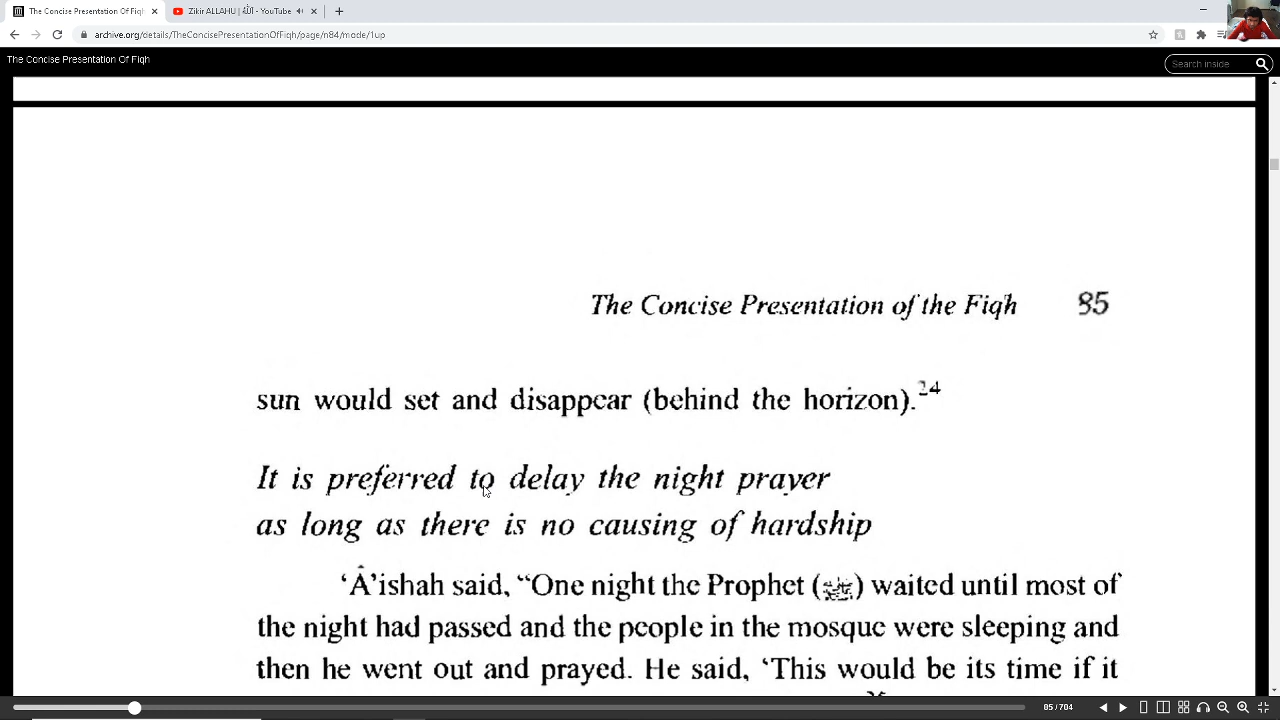 The Concise Presentation Of Fiqh
Zikir ALLAHU | الله - YouTube
archive.org/details/TheConcisePresentationOfFiqh/page/n84/mode/1up
The Concise Presentation Of Fiqh
Search inside
The Concise Presentation of the Fiqh 85
sun would set and disappear (behind the horizon).24
It is preferred to delay the night prayer
as long as there is no causing of hardship
‘Â’ishah said, “One night the Prophet (ﷺ) waited until most of
the night had passed and the people in the mosque were sleeping and
then he went out and prayed. He said, ‘This would be its time if it
85 / 704